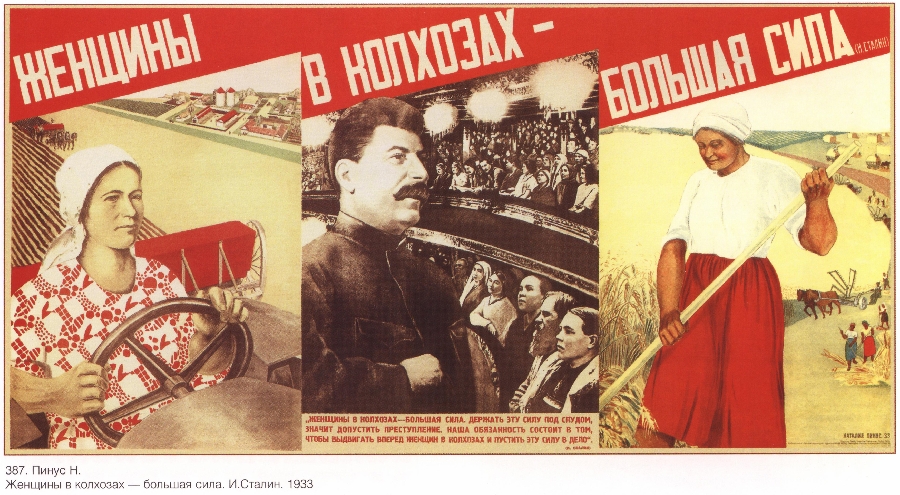 ЖЕНЩИНЫ
В КОЛХОЗАХ –
БОЛЬШАЯ СИЛА (И. СТАЛИН)
„ЖЕНЩИНЫ В КОЛХОЗАХ—БОЛЬШАЯ СИЛА. ДЕРЖАТЬ ЭТУ СИЛУ ПОД СПУДОМ,
ЗНАЧИТ ДОПУСТИТЬ ПРЕСТУПЛЕНИЕ. НАША ОБЯЗАННОСТЬ СОСТОИТ В ТОМ,
ЧТОБЫ ВЫДВИГАТЬ ВПЕРЕД ЖЕНЩИН В КОЛХОЗАХ И ПУСТИТЬ ЭТУ СИЛУ В ДЕЛО".
(И. СТАЛИН)
НАТАЛИЯ ПИНУС 33
387. Пинус Н.
Женщины в колхозах — большая сила. И.Сталин. 1933